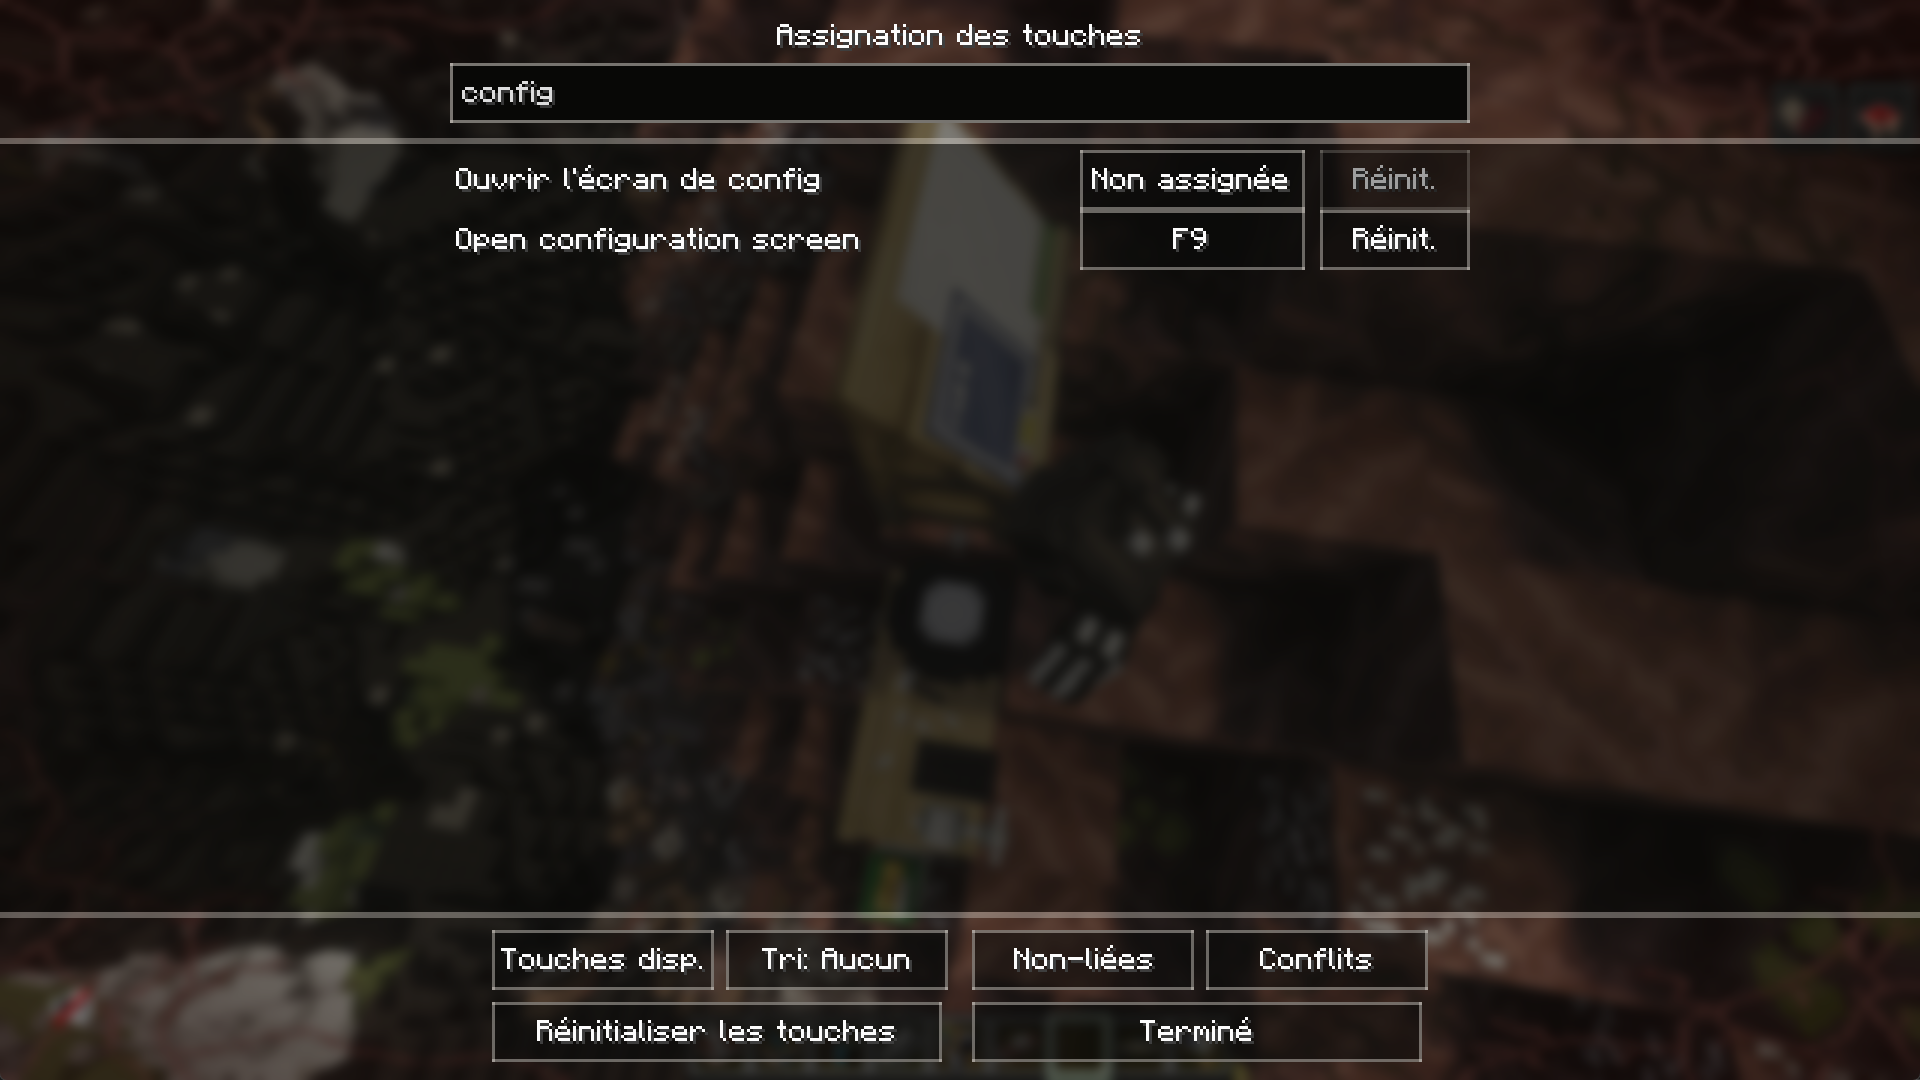 Assignation des touches
config
Ouvrir l'écran de config
Non assignée
Réinit.
Open configuration screen
F9
Réinit.
Touches disp.
Tri: Aucun
Non-liées
Conflits
Réinitialiser les touches
Terminé